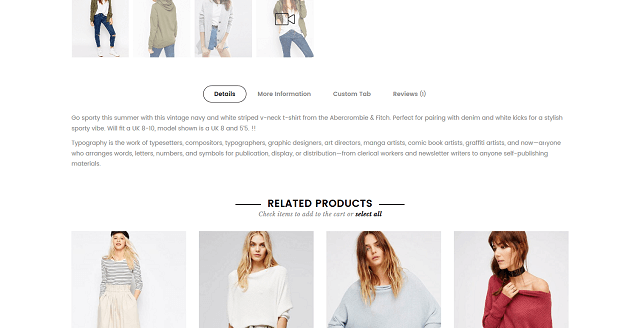 Details
More Information
Custom Tab
Reviews (1)
Go sporty this summer with this vintage navy and white striped v-neck t-shirt from the Abercrombie & Fitch. Perfect for pairing with denim and white kicks for a stylish
sporty vibe. Will fit a UK 8-10, model shown is a UK 8 and 5'5. !!
Typography is the work of typesetters, compositors, typographers, graphic designers, art directors, manga artists, comic book artists, graffiti artists, and now—anyone
who arranges words, letters, numbers, and symbols for publication, display, or distribution—from clerical workers and newsletter writers to anyone self-publishing
materials.
RELATED PRODUCTS
Check items to add to the cart or select all